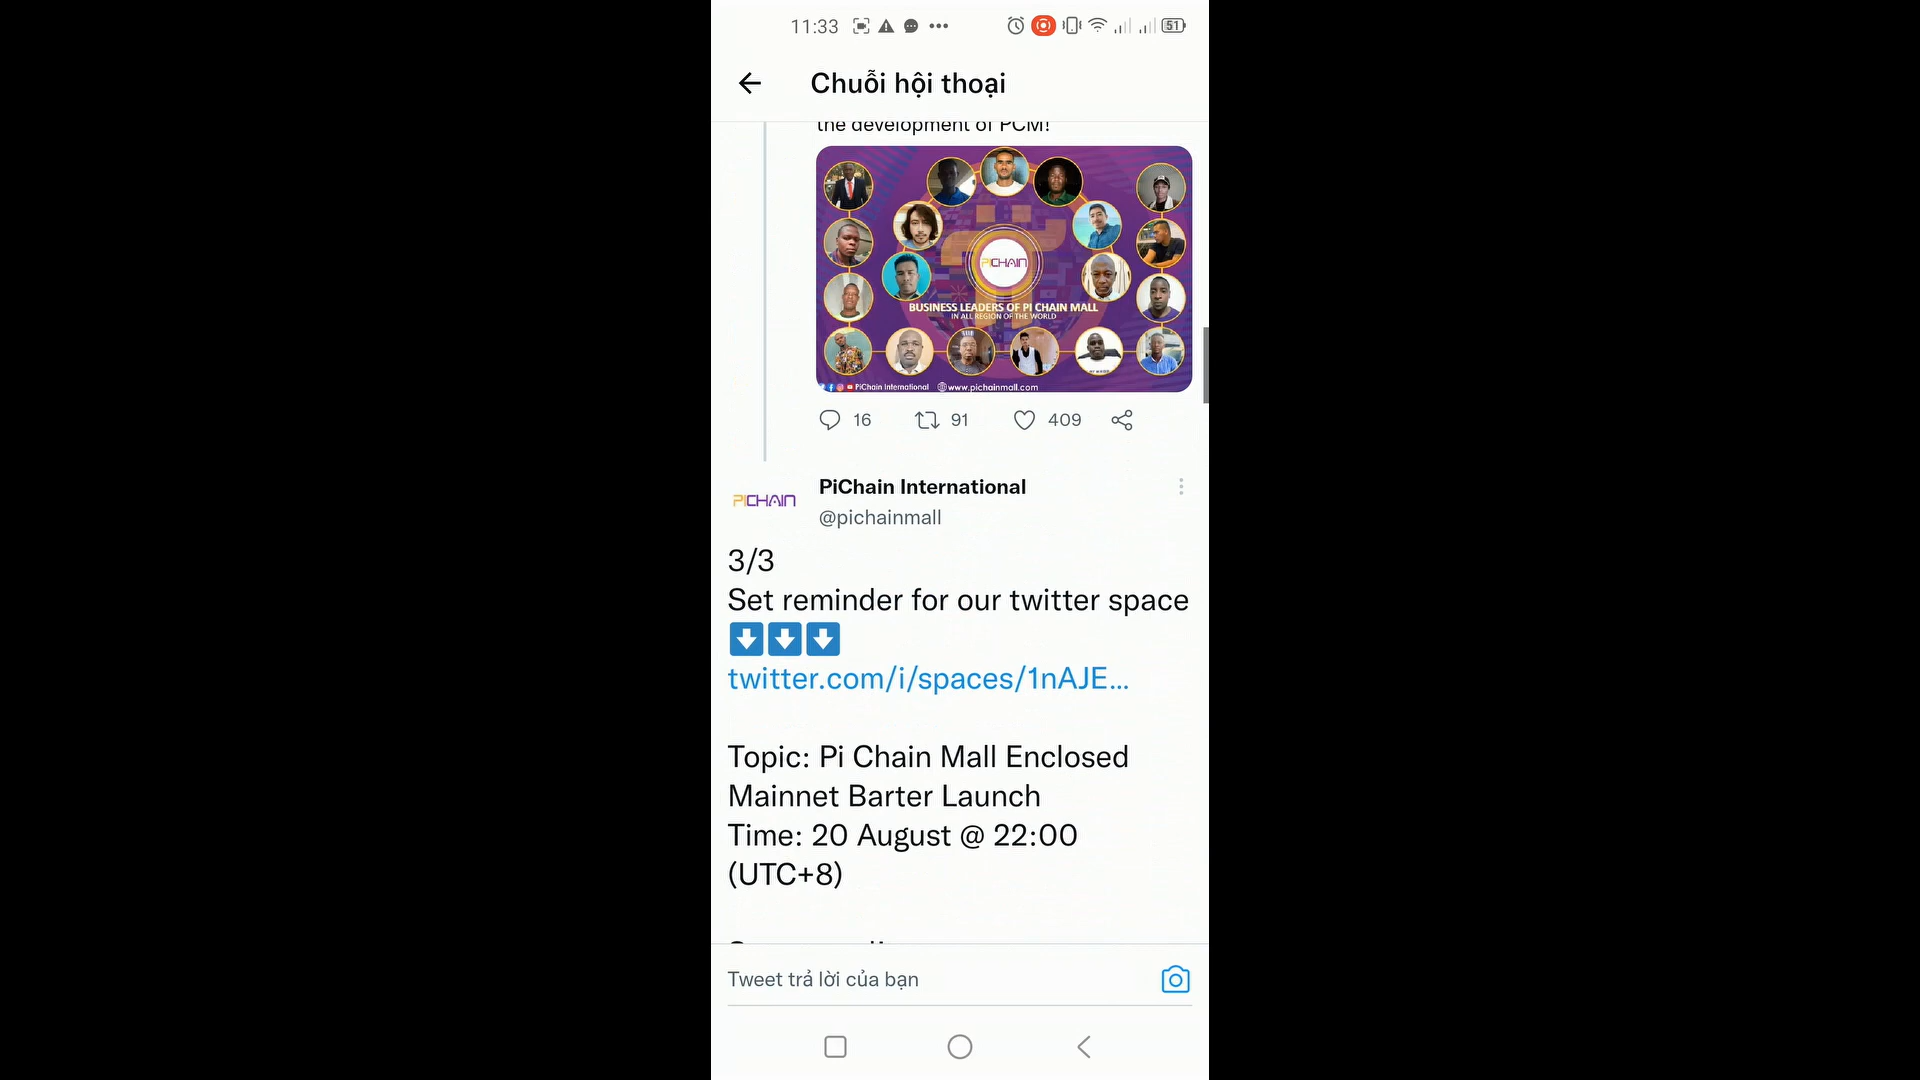 11:33
51
Chuỗi hội thoại
the development of PCM!
PICHAIN
BUSINESS LEADERS OF PI CHAIN MALL
IN ALL REGION OF THE WORLD
PiChain International www.pichainmall.com
16 91 409
PICHAIN
PiChain International
@pichainmall
3/3
Set reminder for our twitter space
twitter.com/i/spaces/1nAJE...
Topic: Pi Chain Mall Enclosed
Mainnet Barter Launch
Time: 20 August @ 22:00
(UTC+8)
Tweet trả lời của bạn